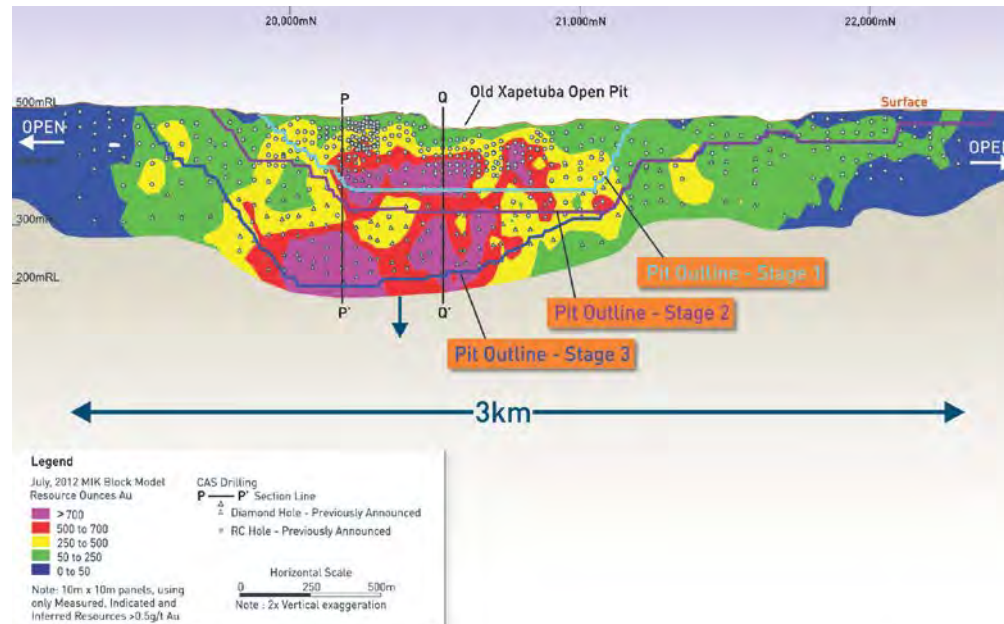 20,000mN 21,000mN 22,000mN
500mRL
P Q
Old Xapetuba Open Pit
Surface
OPEN
OPEN
300mRL
200mRL
P' Q'
Pit Outline - Stage 1
Pit Outline - Stage 2
Pit Outline - Stage 3
3km
Legend
July, 2012 MIK Block Model
Resource Ounces Au
> 700
500 to 700
250 to 500
50 to 250
0 to 50
Note: 10m x 10m panels, using
only Measured, Indicated and
Inferred Resources >0.5g/t Au
CAS Drilling
P P' Section Line
Diamond Hole - Previously Announced
RC Hole - Previously Announced
Horizontal Scale
0 250 500m
Note : 2x Vertical exaggeration